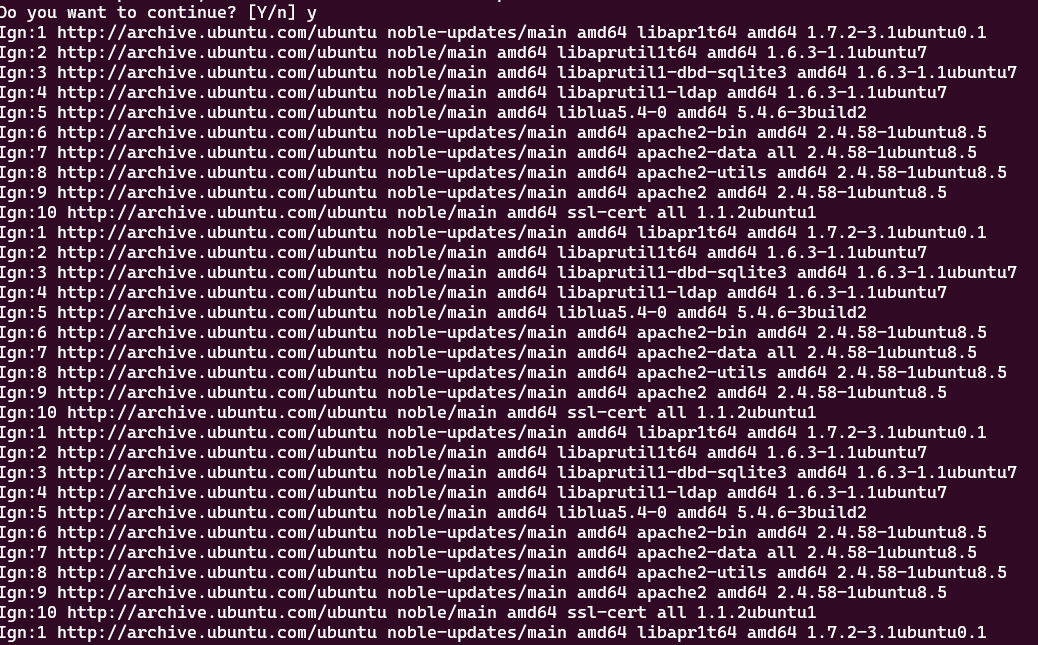 Do you want to continue? [Y/n] y
Ign:1 http://archive.ubuntu.com/ubuntu noble-updates/main amd64 libapr1t64 amd64 1.7.2-3.1ubuntu0.1
Ign:2 http://archive.ubuntu.com/ubuntu noble/main amd64 libaprutil1t64 amd64 1.6.3-1.1ubuntu7
Ign:3 http://archive.ubuntu.com/ubuntu noble/main amd64 libaprutil1-dbd-sqlite3 amd64 1.6.3-1.1ubuntu7
Ign:4 http://archive.ubuntu.com/ubuntu noble/main amd64 libaprutil1-ldap amd64 1.6.3-1.1ubuntu7
Ign:5 http://archive.ubuntu.com/ubuntu noble/main amd64 liblua5.4-0 amd64 5.4.6-3build2
Ign:6 http://archive.ubuntu.com/ubuntu noble-updates/main amd64 apache2-bin amd64 2.4.58-1ubuntu8.5
Ign:7 http://archive.ubuntu.com/ubuntu noble-updates/main amd64 apache2-data all 2.4.58-1ubuntu8.5
Ign:8 http://archive.ubuntu.com/ubuntu noble-updates/main amd64 apache2-utils amd64 2.4.58-1ubuntu8.5
Ign:9 http://archive.ubuntu.com/ubuntu noble-updates/main amd64 apache2 amd64 2.4.58-1ubuntu8.5
Ign:10 http://archive.ubuntu.com/ubuntu noble/main amd64 ssl-cert all 1.1.2ubuntu1
Ign:1 http://archive.ubuntu.com/ubuntu noble-updates/main amd64 libapr1t64 amd64 1.7.2-3.1ubuntu0.1
Ign:2 http://archive.ubuntu.com/ubuntu noble/main amd64 libaprutil1t64 amd64 1.6.3-1.1ubuntu7
Ign:3 http://archive.ubuntu.com/ubuntu noble/main amd64 libaprutil1-dbd-sqlite3 amd64 1.6.3-1.1ubuntu7
Ign:4 http://archive.ubuntu.com/ubuntu noble/main amd64 libaprutil1-ldap amd64 1.6.3-1.1ubuntu7
Ign:5 http://archive.ubuntu.com/ubuntu noble/main amd64 liblua5.4-0 amd64 5.4.6-3build2
Ign:6 http://archive.ubuntu.com/ubuntu noble-updates/main amd64 apache2-bin amd64 2.4.58-1ubuntu8.5
Ign:7 http://archive.ubuntu.com/ubuntu noble-updates/main amd64 apache2-data all 2.4.58-1ubuntu8.5
Ign:8 http://archive.ubuntu.com/ubuntu noble-updates/main amd64 apache2-utils amd64 2.4.58-1ubuntu8.5
Ign:9 http://archive.ubuntu.com/ubuntu noble-updates/main amd64 apache2 amd64 2.4.58-1ubuntu8.5
Ign:10 http://archive.ubuntu.com/ubuntu noble/main amd64 ssl-cert all 1.1.2ubuntu1
Ign:1 http://archive.ubuntu.com/ubuntu noble-updates/main amd64 libapr1t64 amd64 1.7.2-3.1ubuntu0.1
Ign:2 http://archive.ubuntu.com/ubuntu noble/main amd64 libaprutil1t64 amd64 1.6.3-1.1ubuntu7
Ign:3 http://archive.ubuntu.com/ubuntu noble/main amd64 libaprutil1-dbd-sqlite3 amd64 1.6.3-1.1ubuntu7
Ign:4 http://archive.ubuntu.com/ubuntu noble/main amd64 libaprutil1-ldap amd64 1.6.3-1.1ubuntu7
Ign:5 http://archive.ubuntu.com/ubuntu noble/main amd64 liblua5.4-0 amd64 5.4.6-3build2
Ign:6 http://archive.ubuntu.com/ubuntu noble-updates/main amd64 apache2-bin amd64 2.4.58-1ubuntu8.5
Ign:7 http://archive.ubuntu.com/ubuntu noble-updates/main amd64 apache2-data all 2.4.58-1ubuntu8.5
Ign:8 http://archive.ubuntu.com/ubuntu noble-updates/main amd64 apache2-utils amd64 2.4.58-1ubuntu8.5
Ign:9 http://archive.ubuntu.com/ubuntu noble-updates/main amd64 apache2 amd64 2.4.58-1ubuntu8.5
Ign:10 http://archive.ubuntu.com/ubuntu noble/main amd64 ssl-cert all 1.1.2ubuntu1
Ign:1 http://archive.ubuntu.com/ubuntu noble-updates/main amd64 libapr1t64 amd64 1.7.2-3.1ubuntu0.1